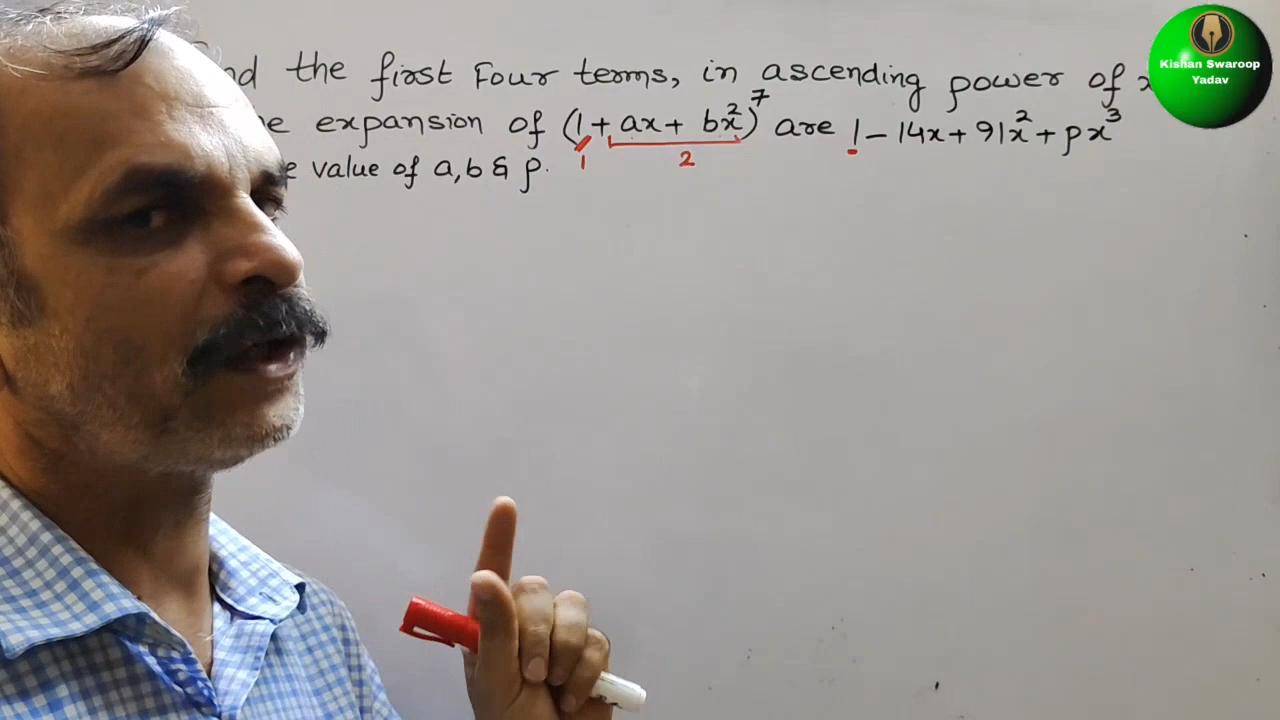 the first Four terms, in ascending power of x
expansion of (1 + ax + bx²)⁷ are 1 - 14x + 91x² + px³
value of a, b & p.
1
2
Kishan Swaroop
Yadav